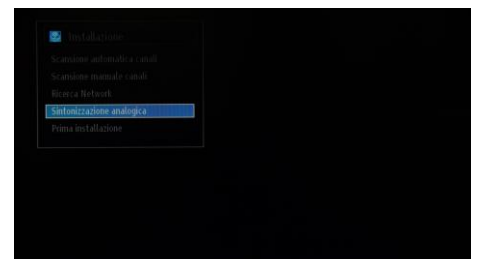 Installazione
Scansione automatica canali
Scansione manuale canali
Ricerca Network
Sintonizzazione analogica
Prima installazione